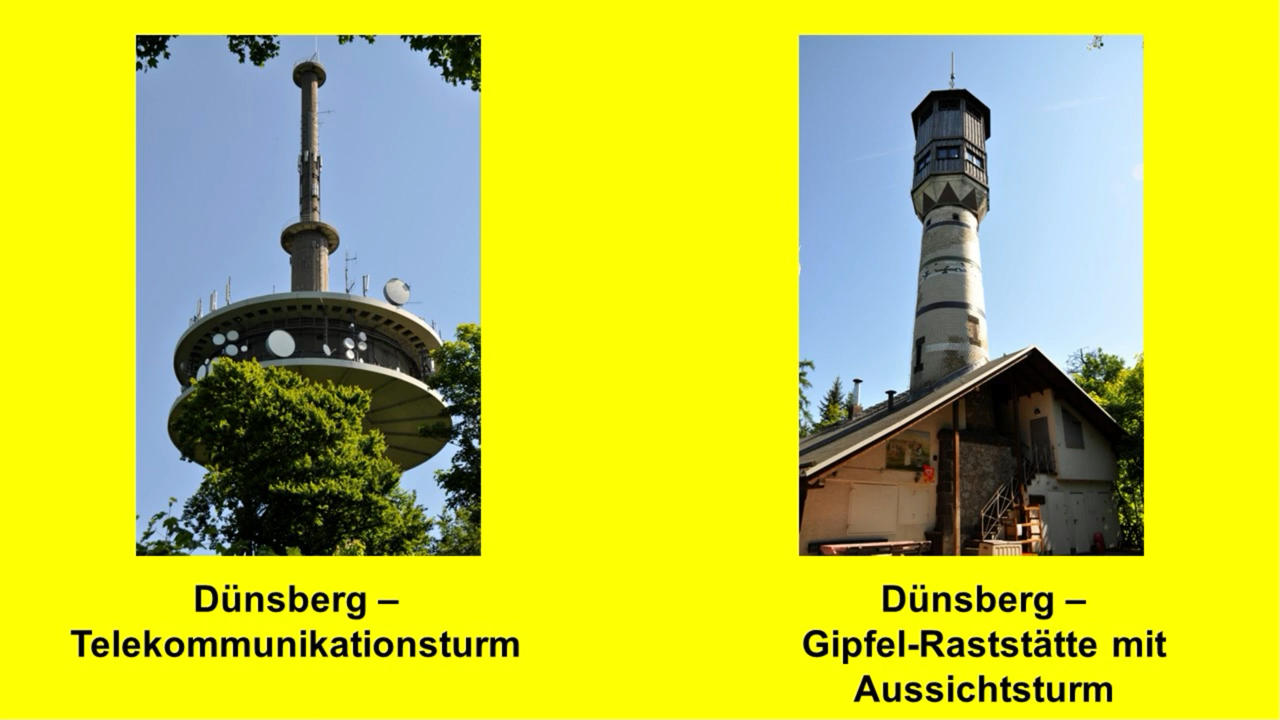 Dünsberg –
Telekommunikationsturm
Dünsberg –
Gipfel-Raststätte mit
Aussichtsturm